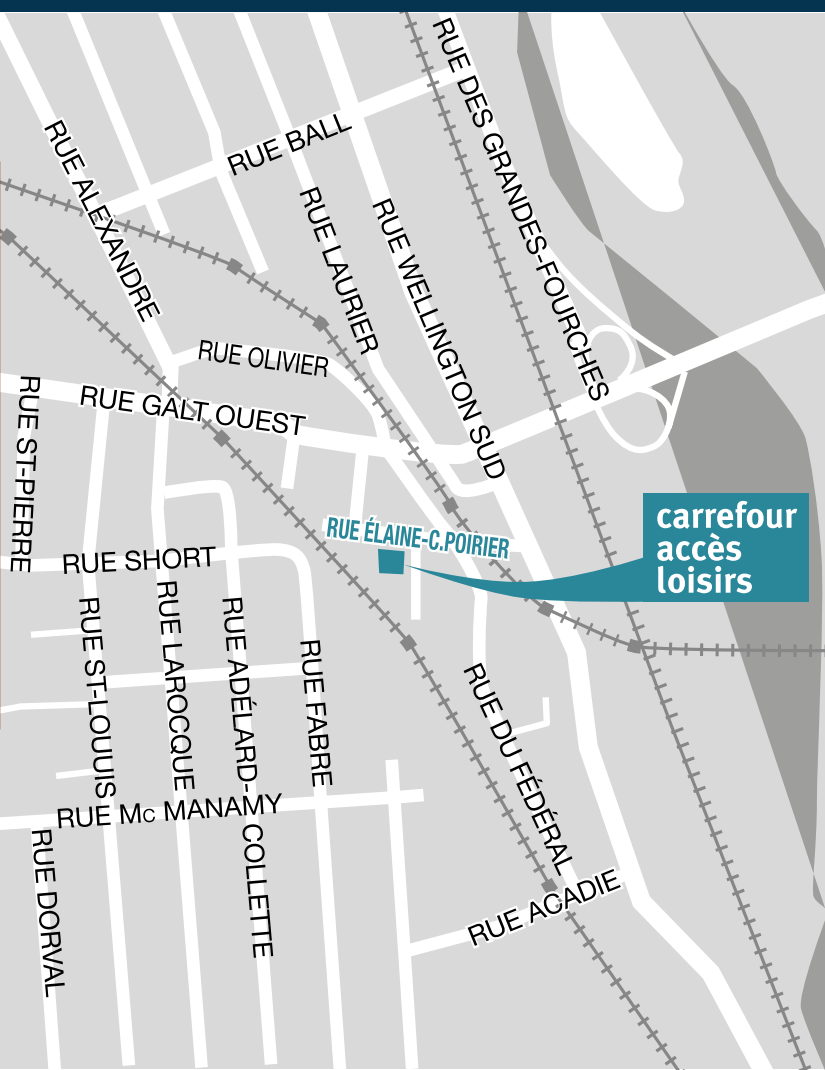 RUE DES GRANDES-FOURCHES
RUE BALL
RUE ALEXANDRE
RUE LAURIER
RUE WELLINGTON SUD
RUE OLIVIER
RUE GALT OUEST
RUE ST-PIERRE
RUE ÉLAINE-C.POIRIER
carrefour
accès
loisirs
RUE SHORT
RUE ST-LOUUIS
RUE LAROCQUE
RUE ADÉLARD-COLLETTE
RUE FABRE
RUE DU FÉDÉRAL
RUE Mc MANAMY
RUE DORVAL
RUE ACADIE